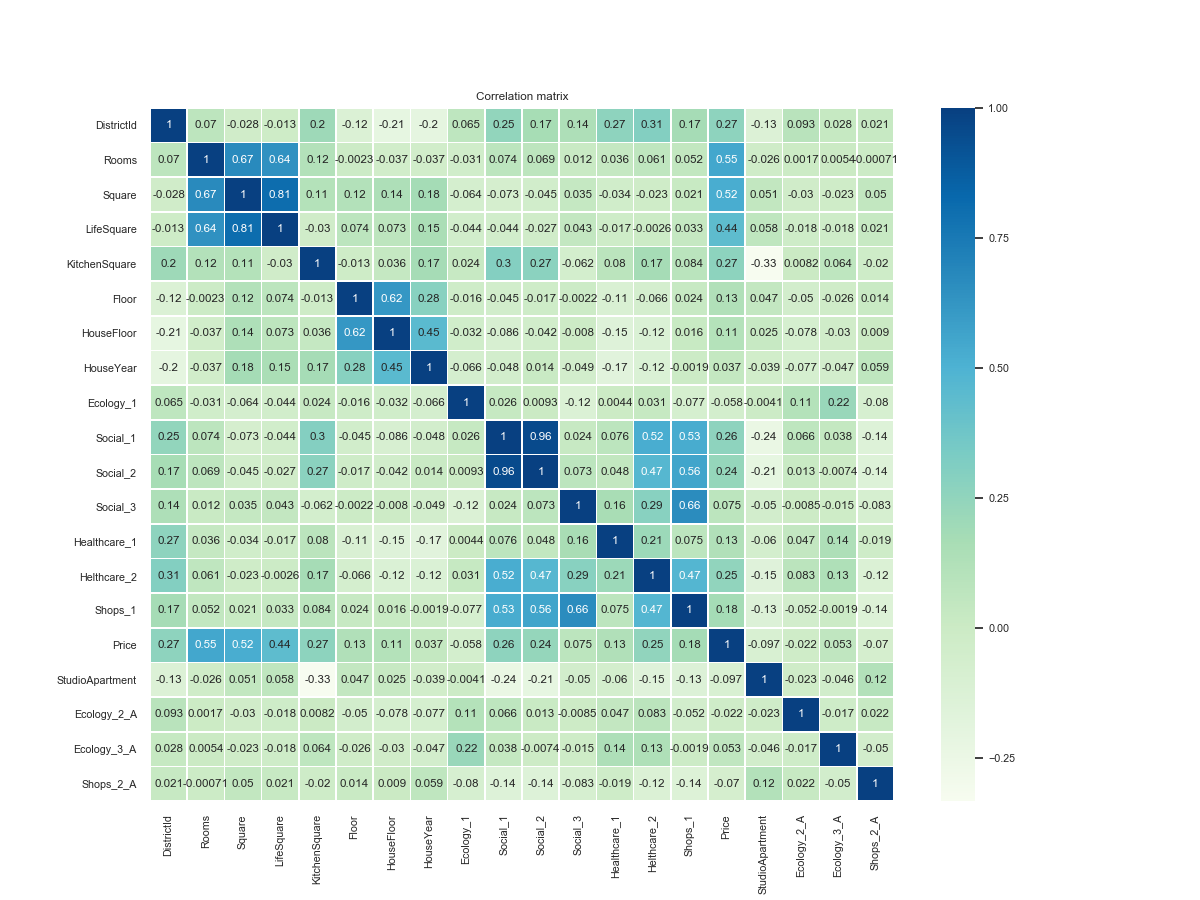 Correlation matrix
DistrictId 1 0.07 -0.028 -0.013 0.2 -0.12 -0.21 -0.2 0.065 0.25 0.17 0.14 0.27 0.31 0.17 0.27 -0.13 0.093 0.028 0.021
Rooms 0.07 1 0.67 0.64 0.12 -0.0023 -0.037 -0.037 -0.031 0.074 0.069 0.012 0.036 0.061 0.052 0.55 -0.026 0.0017 0.0054 -0.00071
Square -0.028 0.67 1 0.81 0.11 0.12 0.14 0.18 -0.064 -0.073 -0.045 0.035 -0.034 -0.023 0.021 0.52 0.051 -0.03 -0.023 0.05
LifeSquare -0.013 0.64 0.81 1 -0.03 0.074 0.073 0.15 -0.044 -0.044 -0.027 0.043 -0.017 -0.0026 0.033 0.44 0.058 -0.018 -0.018 0.021
KitchenSquare 0.2 0.12 0.11 -0.03 1 -0.013 0.036 0.17 0.024 0.3 0.27 -0.062 0.08 0.17 0.084 0.27 -0.33 0.0082 0.064 -0.02
Floor -0.12 -0.0023 0.12 0.074 -0.013 1 0.62 0.28 -0.016 -0.045 -0.017 -0.0022 -0.11 -0.066 0.024 0.13 0.047 -0.05 -0.026 0.014
HouseFloor -0.21 -0.037 0.14 0.073 0.036 0.62 1 0.45 -0.032 -0.086 -0.042 -0.008 -0.15 -0.12 0.016 0.11 0.025 -0.078 -0.03 0.009
HouseYear -0.2 -0.037 0.18 0.15 0.17 0.28 0.45 1 -0.066 -0.048 0.014 -0.049 -0.17 -0.12 -0.0019 0.037 -0.039 -0.077 -0.047 0.059
Ecology_1 0.065 -0.031 -0.064 -0.044 0.024 -0.016 -0.032 -0.066 1 0.026 0.0093 -0.12 0.0044 0.031 -0.077 -0.058 -0.0041 0.11 0.22 -0.08
Social_1 0.25 0.074 -0.073 -0.044 0.3 -0.045 -0.086 -0.048 0.026 1 0.96 0.024 0.076 0.52 0.53 0.26 -0.24 0.066 0.038 -0.14
Social_2 0.17 0.069 -0.045 -0.027 0.27 -0.017 -0.042 0.014 0.0093 0.96 1 0.073 0.048 0.47 0.56 0.24 -0.21 0.013 -0.0074 -0.14
Social_3 0.14 0.012 0.035 0.043 -0.062 -0.0022 -0.008 -0.049 -0.12 0.024 0.073 1 0.16 0.29 0.66 0.075 -0.05 -0.0085 -0.015 -0.083
Healthcare_1 0.27 0.036 -0.034 -0.017 0.08 -0.11 -0.15 -0.17 0.0044 0.076 0.048 0.16 1 0.21 0.075 0.13 -0.06 0.047 0.14 -0.019
Helthcare_2 0.31 0.061 -0.023 -0.0026 0.17 -0.066 -0.12 -0.12 0.031 0.52 0.47 0.29 0.21 1 0.47 0.25 -0.15 0.083 0.13 -0.12
Shops_1 0.17 0.052 0.021 0.033 0.084 0.024 0.016 -0.0019 -0.077 0.53 0.56 0.66 0.075 0.47 1 0.18 -0.13 -0.052 -0.0019 -0.14
Price 0.27 0.55 0.52 0.44 0.27 0.13 0.11 0.037 -0.058 0.26 0.24 0.075 0.13 0.25 0.18 1 -0.097 -0.022 0.053 -0.07
StudioApartment -0.13 -0.026 0.051 0.058 -0.33 0.047 0.025 -0.039 -0.0041 -0.24 -0.21 -0.05 -0.06 -0.15 -0.13 -0.097 1 -0.023 -0.046 0.12
Ecology_2_A 0.093 0.0017 -0.03 -0.018 0.0082 -0.05 -0.078 -0.077 0.11 0.066 0.013 -0.0085 0.047 0.083 -0.052 -0.022 -0.023 1 -0.017 0.022
Ecology_3_A 0.028 0.0054 -0.023 -0.018 0.064 -0.026 -0.03 -0.047 0.22 0.038 -0.0074 -0.015 0.14 0.13 -0.0019 0.053 -0.046 -0.017 1 -0.05
Shops_2_A 0.021 -0.00071 0.05 0.021 -0.02 0.014 0.009 0.059 -0.08 -0.14 -0.14 -0.083 -0.019 -0.12 -0.14 -0.07 0.12 0.022 -0.05 1
DistrictId
Rooms
Square
LifeSquare
KitchenSquare
Floor
HouseFloor
HouseYear
Ecology_1
Social_1
Social_2
Social_3
Healthcare_1
Helthcare_2
Shops_1
Price
StudioApartment
Ecology_2_A
Ecology_3_A
Shops_2_A
1.00
0.75
0.50
0.25
0.00
−0.25